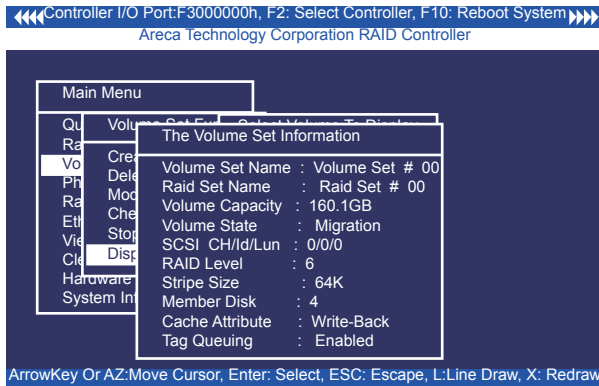 Controller I/O Port:F3000000h, F2: Select Controller, F10: Reboot System
Areca Technology Corporation RAID Controller
Main Menu
Volume Set Fun
Select Volume To Display
The Volume Set Information
Volume Set Name : Volume Set # 00
Raid Set Name : Raid Set # 00
Volume Capacity : 160.1GB
Volume State : Migration
SCSI CH/Id/Lun : 0/0/0
RAID Level : 6
Stripe Size : 64K
Member Disk : 4
Cache Attribute : Write-Back
Tag Queuing : Enabled
Crea
Dele
Mod
Che
Stop
Disp
Qu
Ra
Vo
Ph
Ra
Eth
Vie
Cle
Hardware
System Inf
ArrowKey Or AZ:Move Cursor, Enter: Select, ESC: Escape, L:Line Draw, X: Redraw